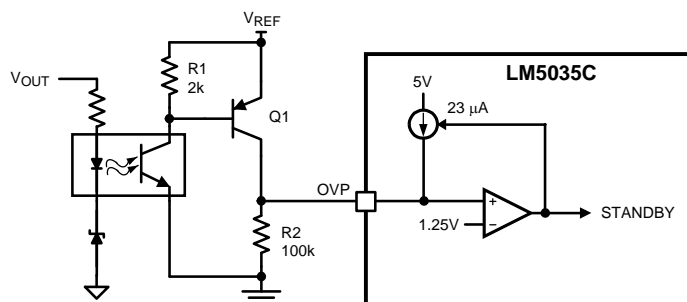 VREF
LM5035C
R1
2k
5V
VOUT
23 μA
Q1
OVP
+
STANDBY
1.25V
−
R2
100k